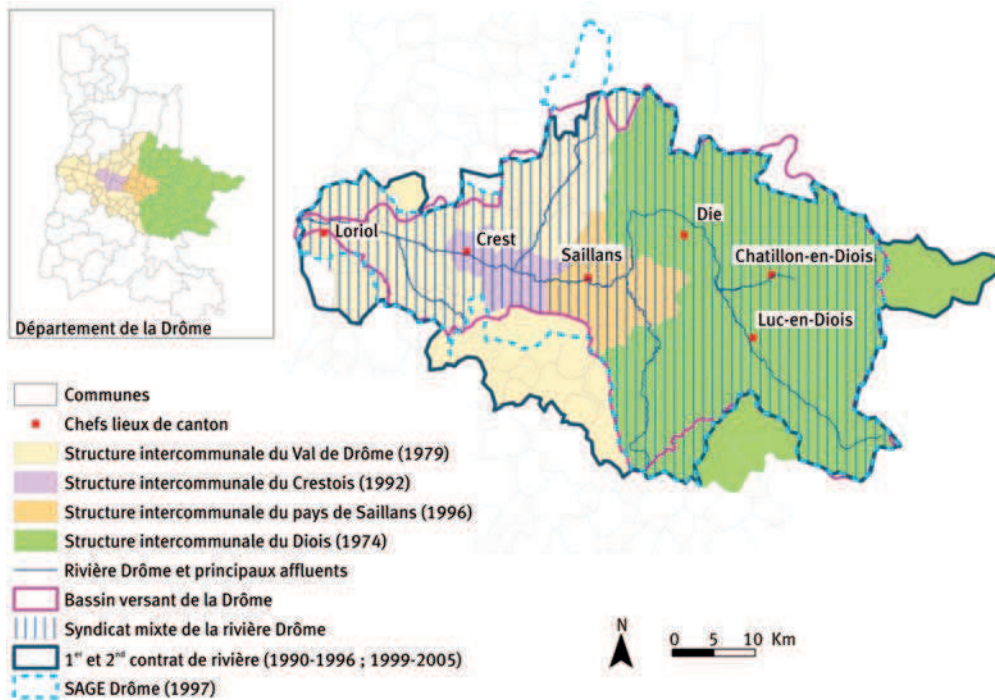 Département de la Drôme
Loriol
Crest
Saillans
Die
Chatillon-en-Diois
Luc-en-Diois
Communes
Chefs lieux de canton
Structure intercommunale du Val de Drôme (1979)
Structure intercommunale du Crestois (1992)
Structure intercommunale du pays de Saillans (1996)
Structure intercommunale du Diois (1974)
Rivière Drôme et principaux affluents
Bassin versant de la Drôme
Syndicat mixte de la rivière Drôme
1er et 2nd contrat de rivière (1990-1996 ; 1999-2005)
SAGE Drôme (1997)
N
0 5 10 Km